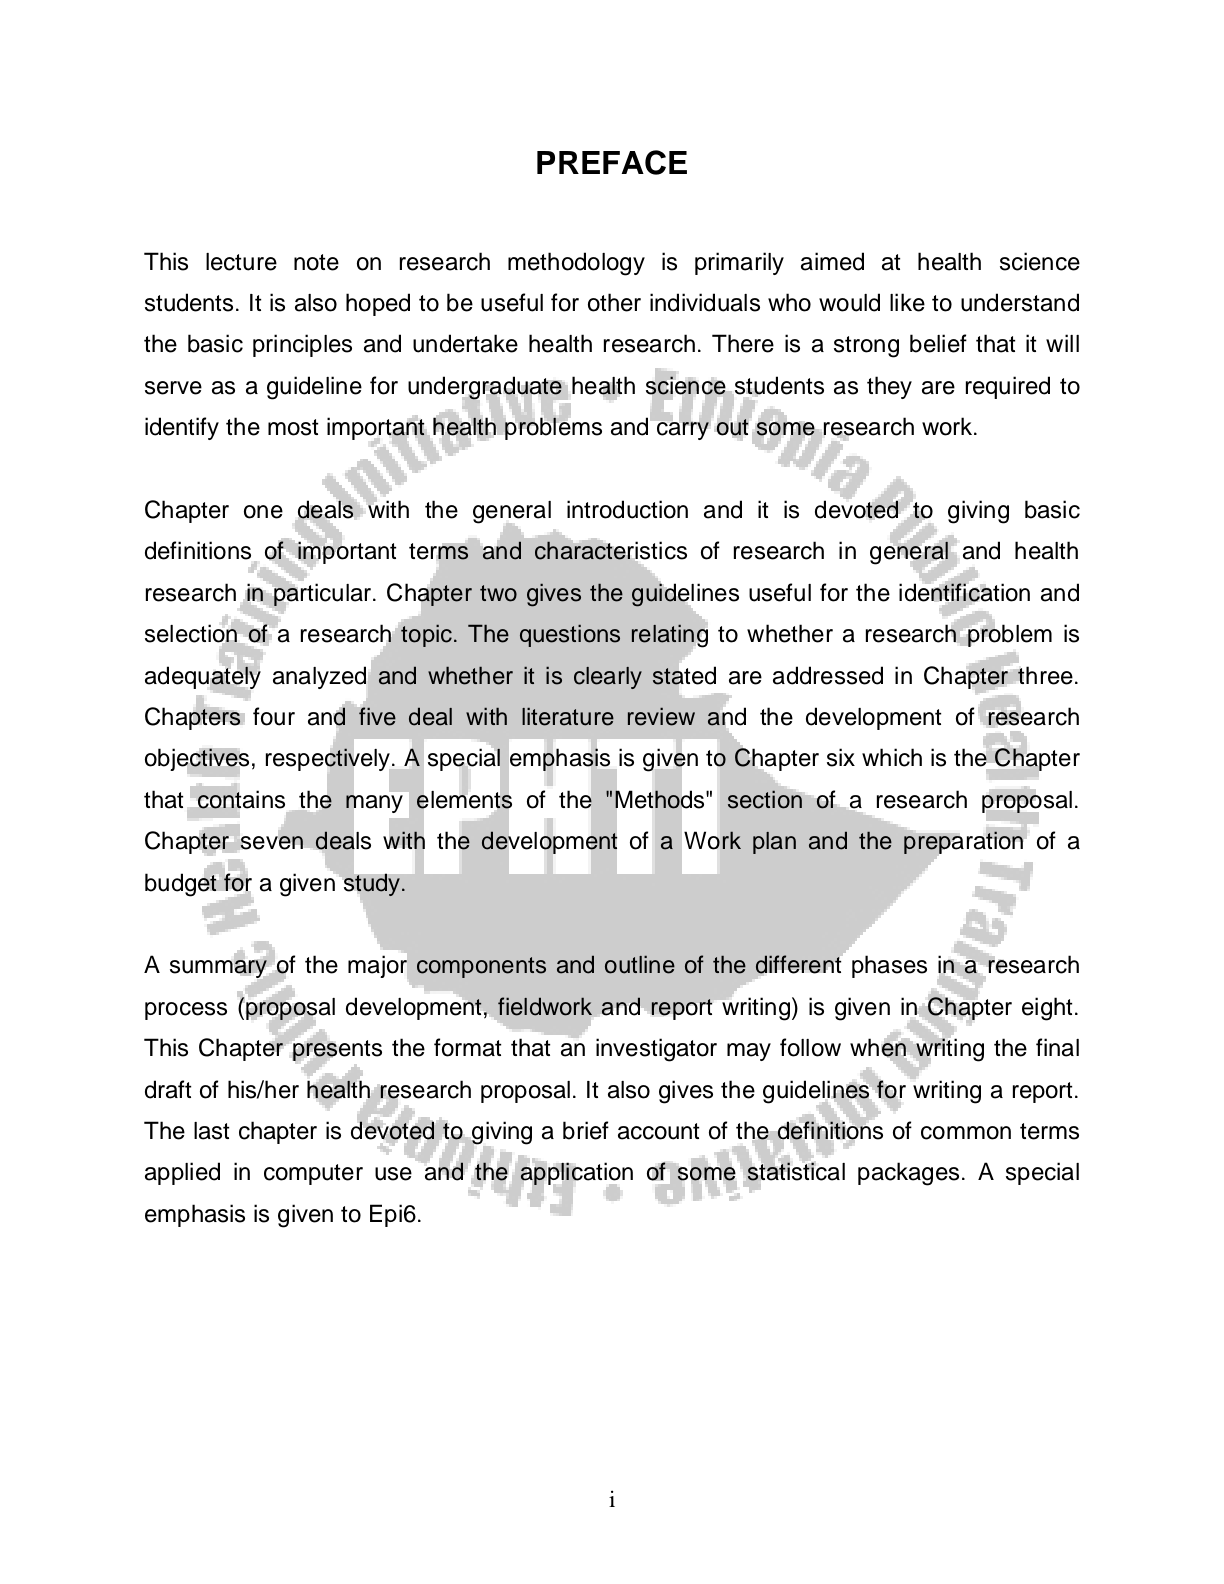 PREFACE
This lecture note on research methodology is primarily aimed at health science
students. It is also hoped to be useful for other individuals who would like to understand
the basic principles and undertake health research. There is a strong belief that it will
serve as a guideline for undergraduate health science students as they are required to
identify the most important health problems and carry out some research work.
Chapter one deals with the general introduction and it is devoted to giving basic
definitions of important terms and characteristics of research in general and health
research in particular. Chapter two gives the guidelines useful for the identification and
selection of a research topic. The questions relating to whether a research problem is
adequately analyzed and whether it is clearly stated are addressed in Chapter three.
Chapters four and five deal with literature review and the development of research
objectives, respectively. A special emphasis is given to Chapter six which is the Chapter
that contains the many elements of the "Methods" section of a research proposal.
Chapter seven deals with the development of a Work plan and the preparation of a
budget for a given study.
A summary of the major components and outline of the different phases in a research
process (proposal development, fieldwork and report writing) is given in Chapter eight.
This Chapter presents the format that an investigator may follow when writing the final
draft of his/her health research proposal. It also gives the guidelines for writing a report.
The last chapter is devoted to giving a brief account of the definitions of common terms
applied in computer use and the application of some statistical packages. A special
emphasis is given to Epi6.
i
Ethiopia Public Health Training Initiative • Ethiopia Public Health Training Initiative •
EPHTI